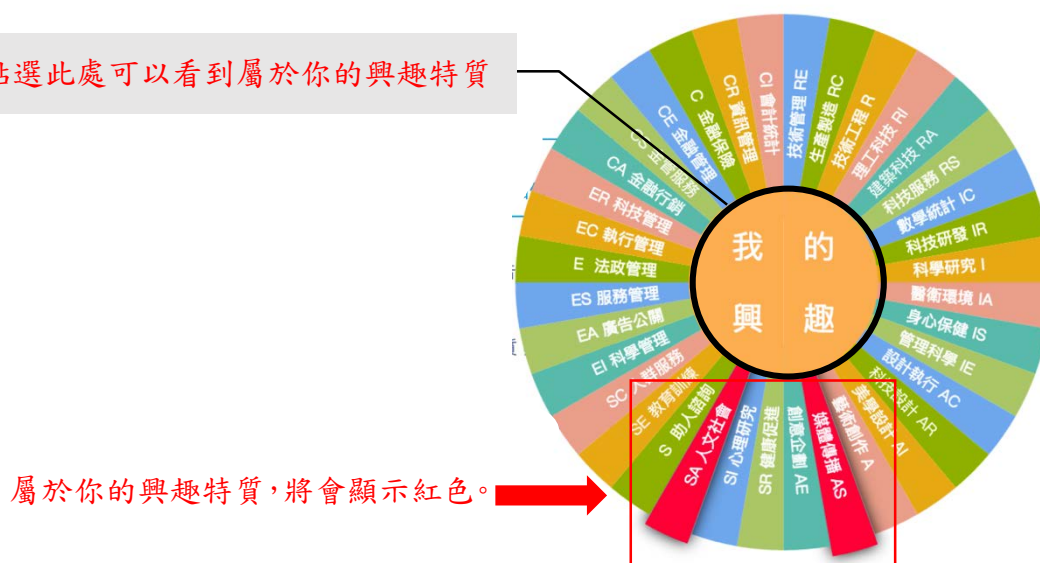 點選此處可以看到屬於你的興趣特質
屬於你的興趣特質，將會顯示紅色。
我的
興趣
技術管理 RE
生產製造 RC
技術工程 R
理工科技 RI
建築科技 RA
科技服務 RS
數學統計 IC
科技研發 IR
科學研究 I
醫衛環境 IA
身心保健 IS
管理科學 IE
設計執行 AC
科技設計 AR
美學設計 AI
藝術創作 A
媒體傳播 AS
創意企劃 AE
SR 健康促進
SI 心理研究
SA 人文社會
S 助人諮詢
SE 教育訓練
SC 人群服務
EI 科學管理
EA 廣告公關
ES 服務管理
E 法政管理
EC 執行管理
ER 科技管理
CA 金融行銷
CS 金管服務
CE 金融管理
C 金融保險
CR 資訊管理
CI 會計統計